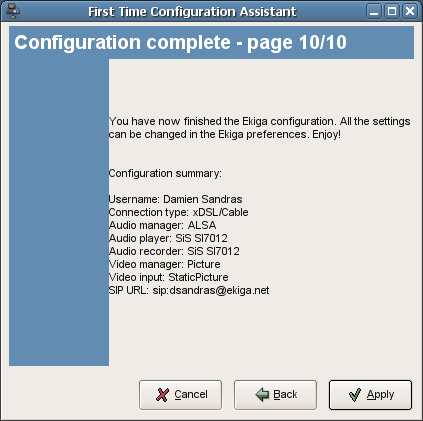 First Time Configuration Assistant
Configuration complete - page 10/10
You have now finished the Ekiga configuration. All the settings
can be changed in the Ekiga preferences. Enjoy!
Configuration summary:
Username: Damien Sandras
Connection type: xDSL/Cable
Audio manager: ALSA
Audio player: SiS SI7012
Audio recorder: SiS SI7012
Video manager: Picture
Video input: StaticPicture
SIP URL: sip:dsandras@ekiga.net
Cancel
Back
Apply